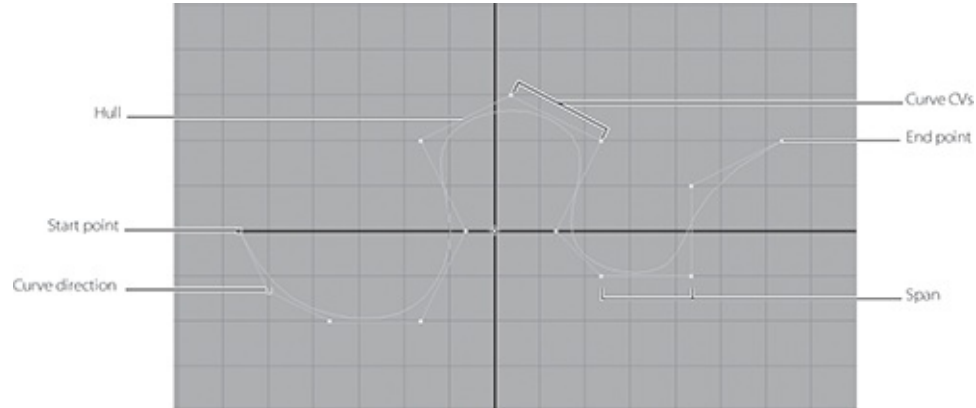 Hull
Start point
Curve direction
Curve CVs
End point
Span